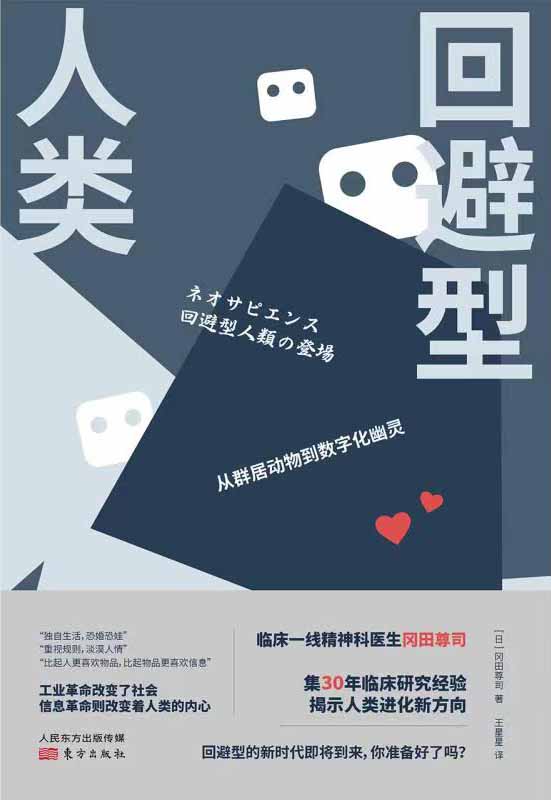 回避型
人类
ネオサピエンス
回避型人類の登場
从群居动物到数字化幽灵
“独自生活，恐婚恐娃”
“重视规则，淡漠人情”
“比起人更喜欢物品，比起物品更喜欢信息”
工业革命改变了社会
信息革命则改变着人类的内心
人民东方出版传媒
东方出版社
临床一线精神科医生冈田尊司
集30年临床研究经验
揭示人类进化新方向
回避型的新时代即将到来，你准备好了吗？
[日]冈田尊司 著
王星星 译